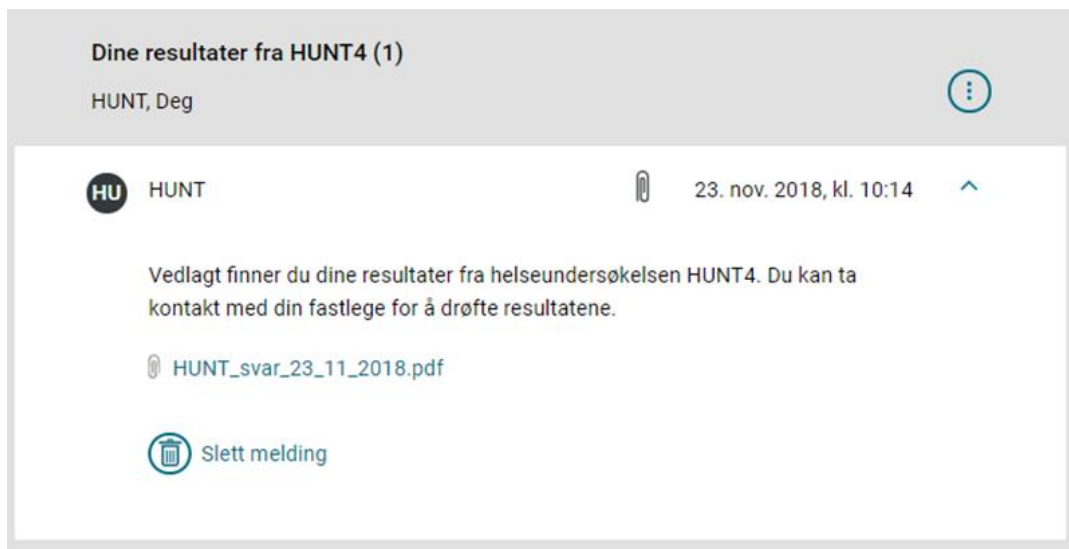 Dine resultater fra HUNT4 (1)
HUNT, Deg
HU HUNT 23. nov. 2018, kl. 10:14
Vedlagt finner du dine resultater fra helseundersøkelsen HUNT4. Du kan ta
kontakt med din fastlege for å drøfte resultatene.
HUNT_svar_23_11_2018.pdf
Slett melding